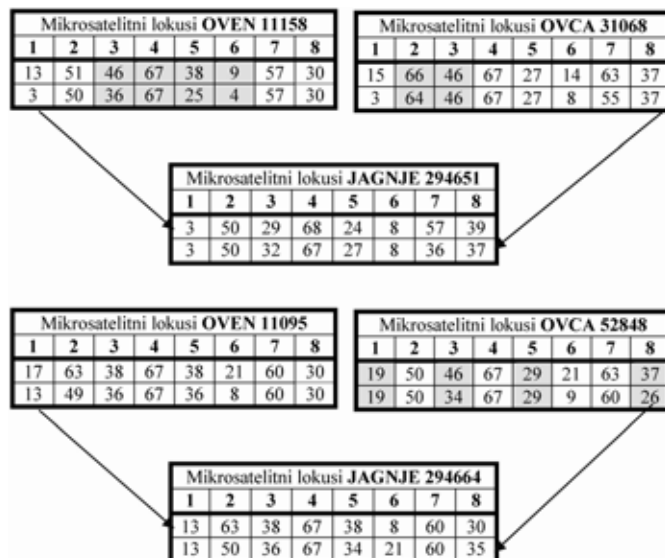 Mikrosatelitni lokusi OVEN 11158
1 2 3 4 5 6 7 8
13 51 46 67 38 9 57 30
3 50 36 67 25 4 57 30
Mikrosatelitni lokusi OVCA 31068
1 2 3 4 5 6 7 8
15 66 46 67 27 14 63 37
3 64 46 67 27 8 55 37
Mikrosatelitni lokusi JAGNJE 294651
1 2 3 4 5 6 7 8
3 50 29 68 24 8 57 39
3 50 32 67 27 8 36 37
Mikrosatelitni lokusi OVEN 11095
1 2 3 4 5 6 7 8
17 63 38 67 38 21 60 30
13 49 36 67 36 8 60 30
Mikrosatelitni lokusi OVCA 52848
1 2 3 4 5 6 7 8
19 50 46 67 29 21 63 37
19 50 34 67 29 9 60 26
Mikrosatelitni lokusi JAGNJE 294664
1 2 3 4 5 6 7 8
13 63 38 67 38 8 60 30
13 50 36 67 34 21 60 35